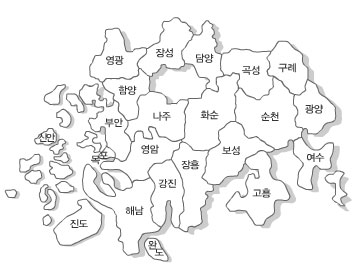 장성
담양
영광
곡성
구례
함양
나주
화순
순천
광양
부안
신안
목포
영암
장흥
보성
여수
강진
고흥
해남
진도
완도